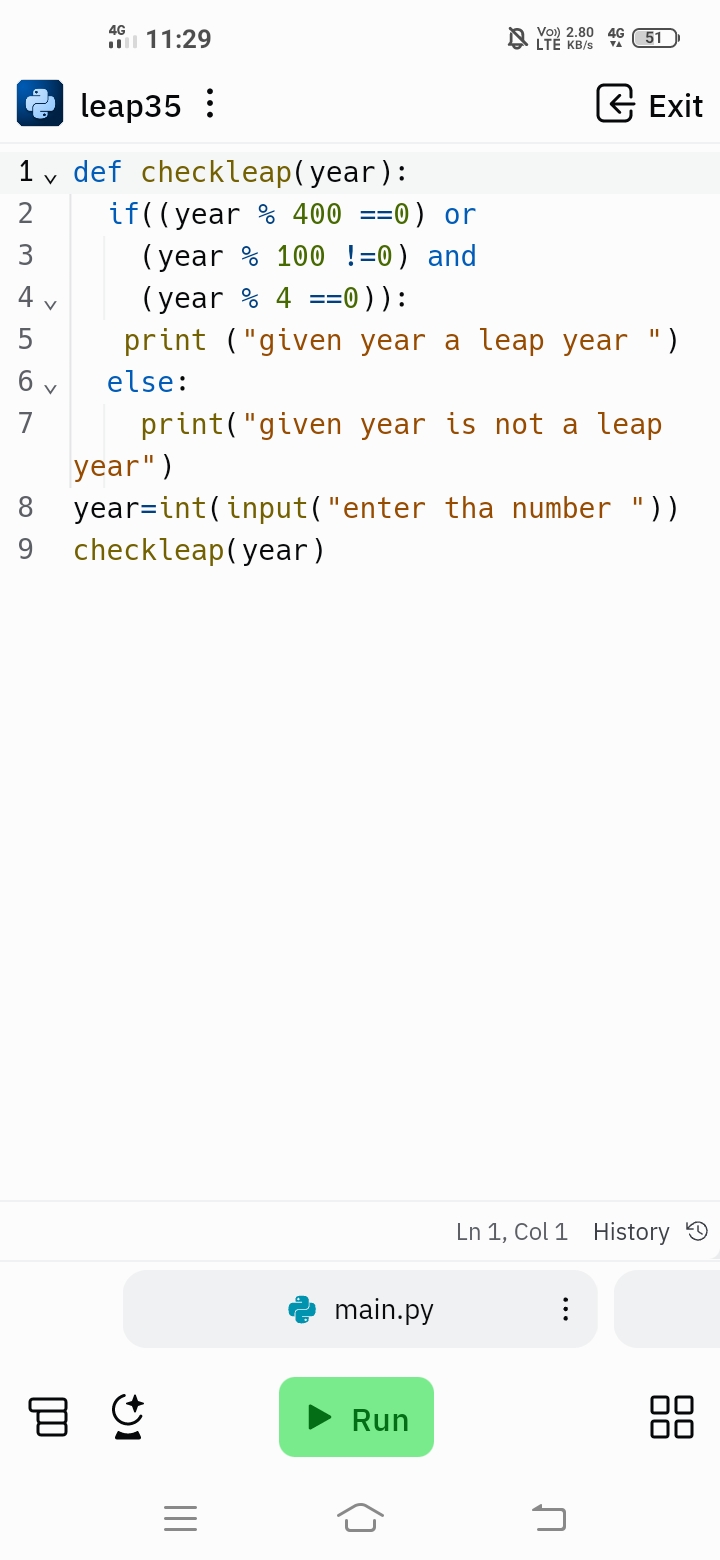 4G 11:29 Vo)) LTE 2.80 KB/s 4G 51
leap35 Exit
1 def checkleap(year):
2 if((year % 400 ==0) or
3 (year % 100 !=0) and
4 (year % 4 ==0)):
5 print ("given year a leap year ")
6 else:
7 print("given year is not a leap
year")
8 year=int(input("enter tha number "))
9 checkleap(year)
Ln 1, Col 1 History
main.py
Run